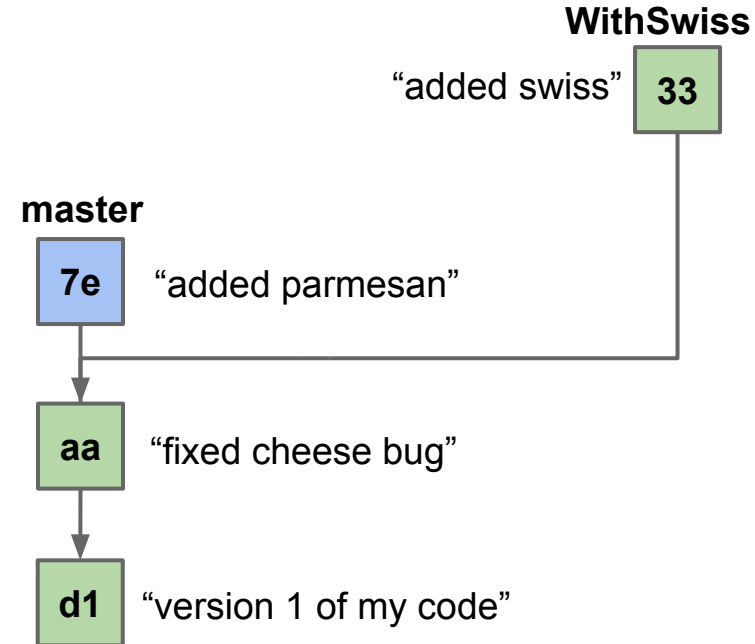 WithSwiss
“added swiss” 33
master
7e “added parmesan”
aa “fixed cheese bug”
d1 “version 1 of my code”